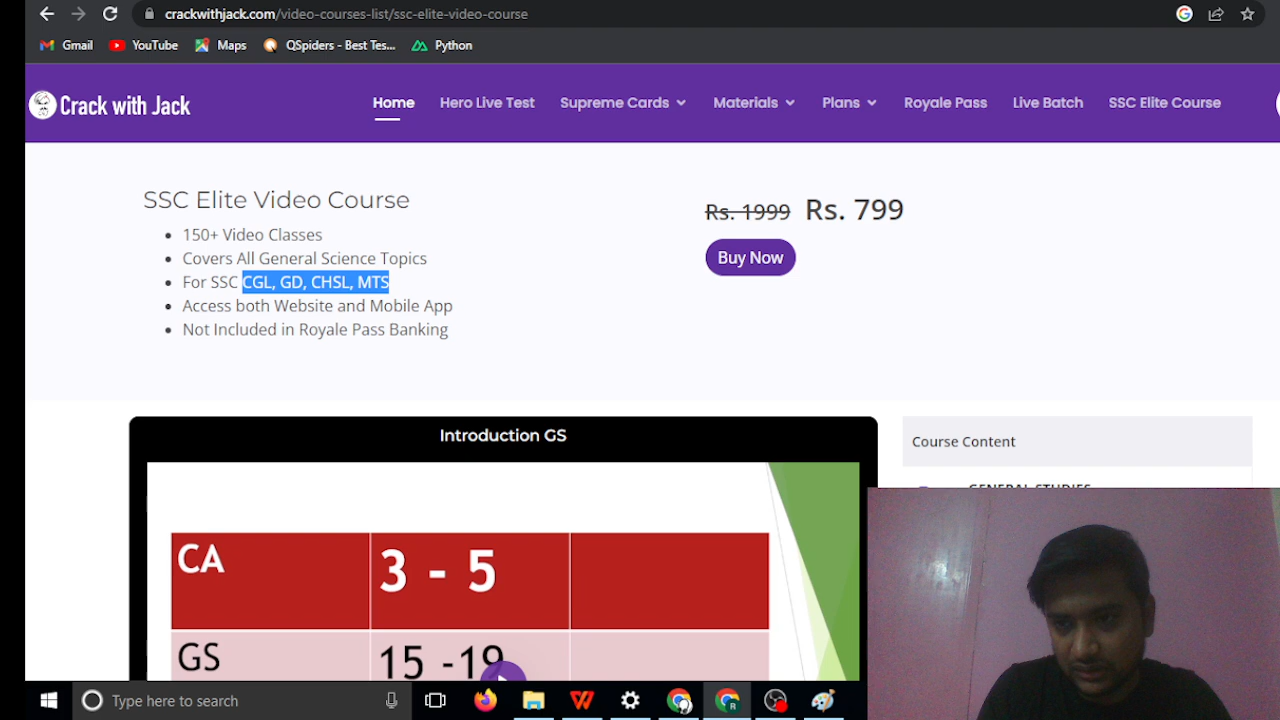 crackwithjack.com/video-courses-list/ssc-elite-video-course
Gmail YouTube Maps QSpiders - Best Tes... Python
Crack with Jack Home Hero Live Test Supreme Cards Materials Plans Royale Pass Live Batch SSC Elite Course
SSC Elite Video Course
Rs. 1999 Rs. 799
150+ Video Classes
Covers All General Science Topics
Buy Now
For SSC CGL, GD, CHSL, MTS
Access both Website and Mobile App
Not Included in Royale Pass Banking
Introduction GS
Course Content
GENERAL STUDIES
CA 3 - 5
GS 15 -19
Type here to search